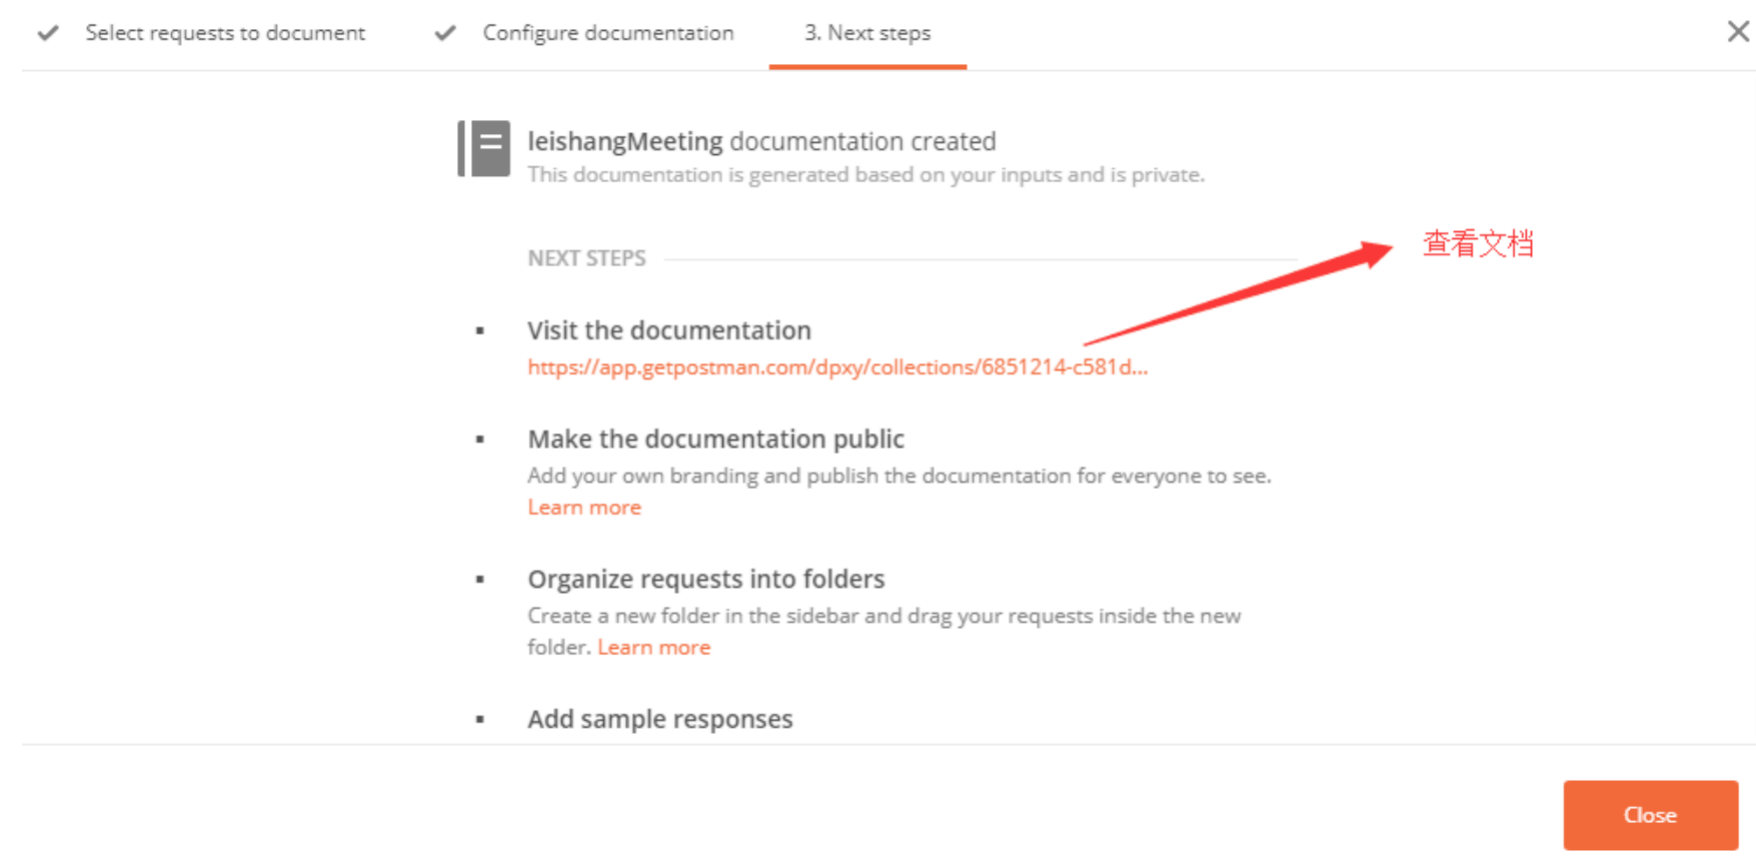 Select requests to document
Configure documentation
3. Next steps
leishangMeeting documentation created
This documentation is generated based on your inputs and is private.
查看文档
NEXT STEPS
Visit the documentation
https://app.getpostman.com/dpxy/collections/6851214-c581d...
Make the documentation public
Add your own branding and publish the documentation for everyone to see.
Learn more
Organize requests into folders
Create a new folder in the sidebar and drag your requests inside the new
folder. Learn more
Add sample responses
Close